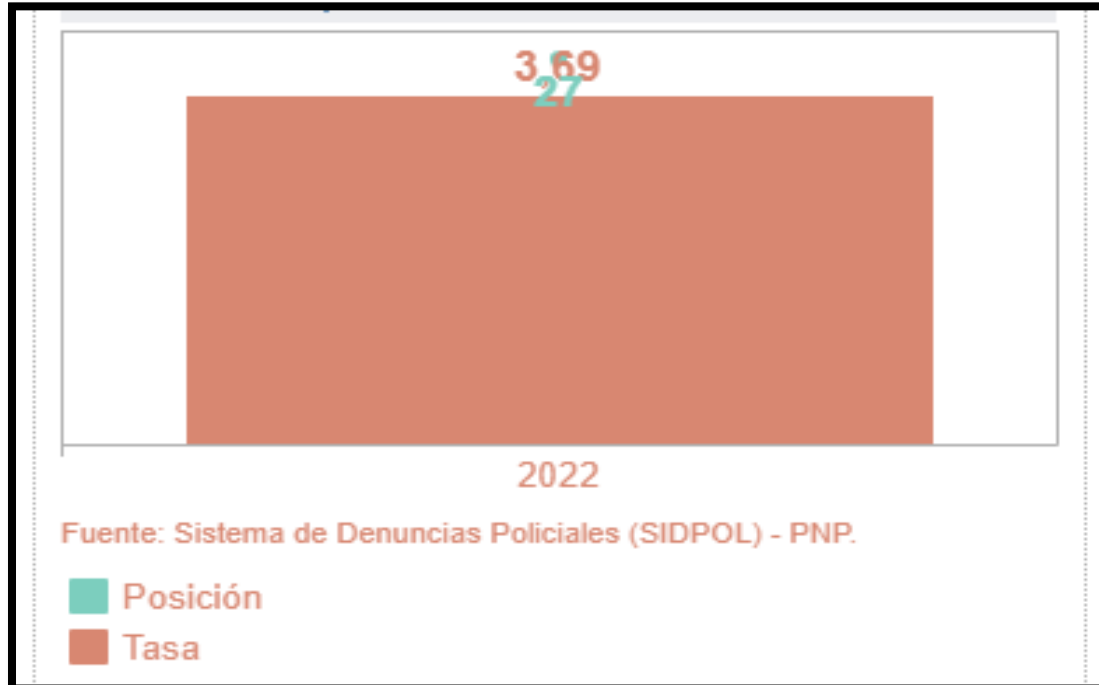 3,69
27
2022
Fuente: Sistema de Denuncias Policiales (SIDPOL) - PNP.
Posición
Tasa